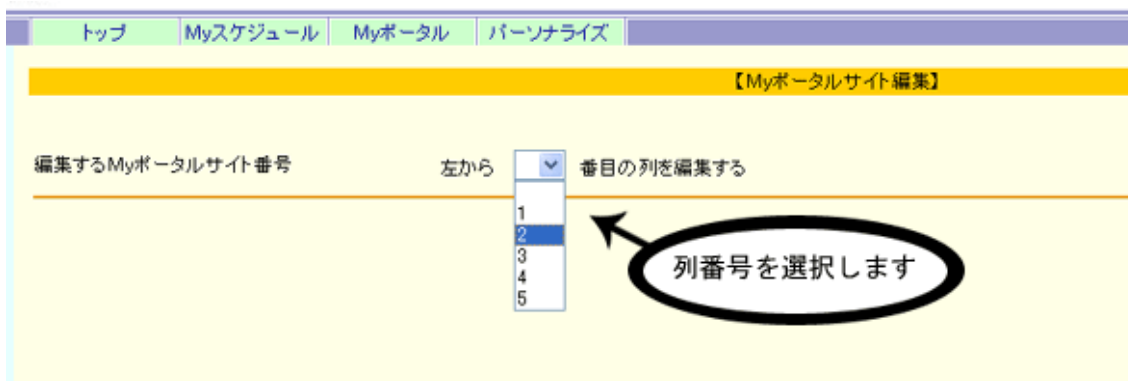 トップ Myスケジュール Myポータル パーソナライズ
【Myポータルサイト編集】
編集するMyポータルサイト番号 左から 番目の列を編集する
1
2
3
4
5
列番号を選択します